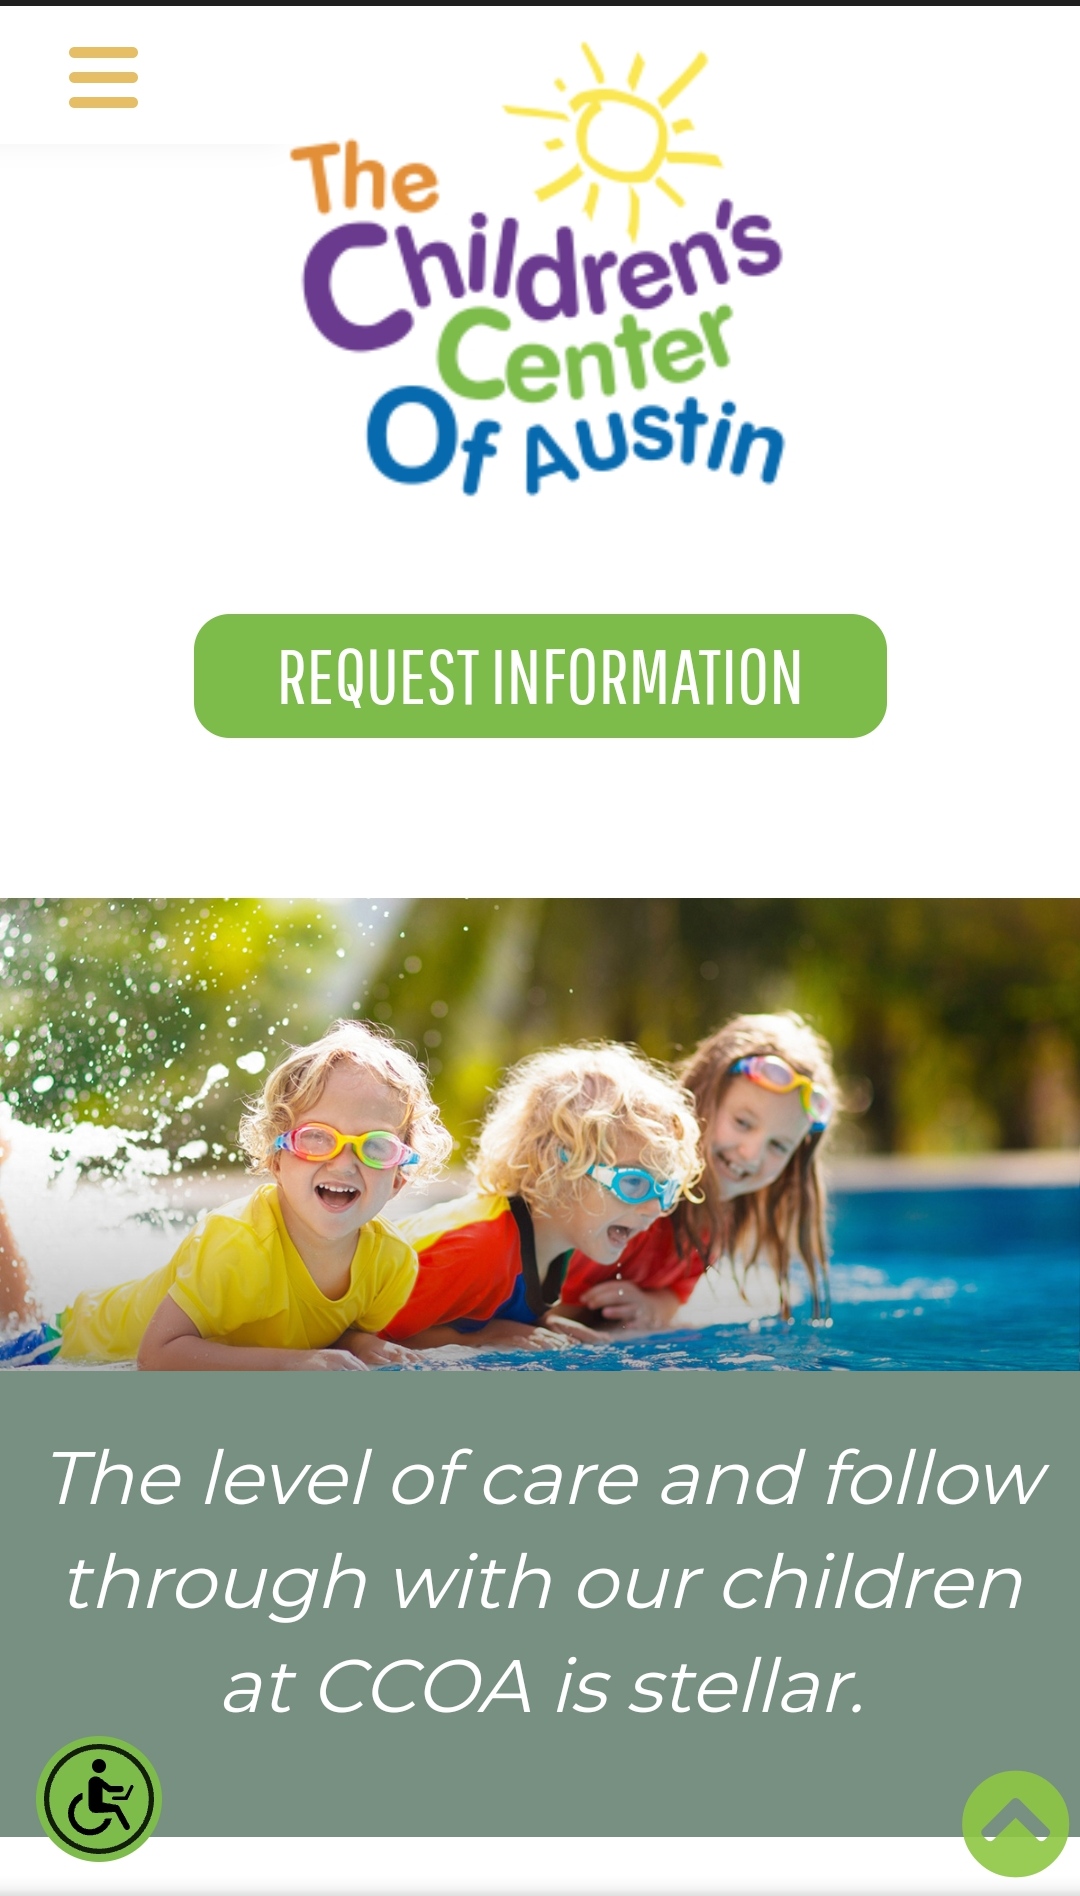 The
Children's
Center
Of Austin
REQUEST INFORMATION
The level of care and follow
through with our children
at CCOA is stellar.